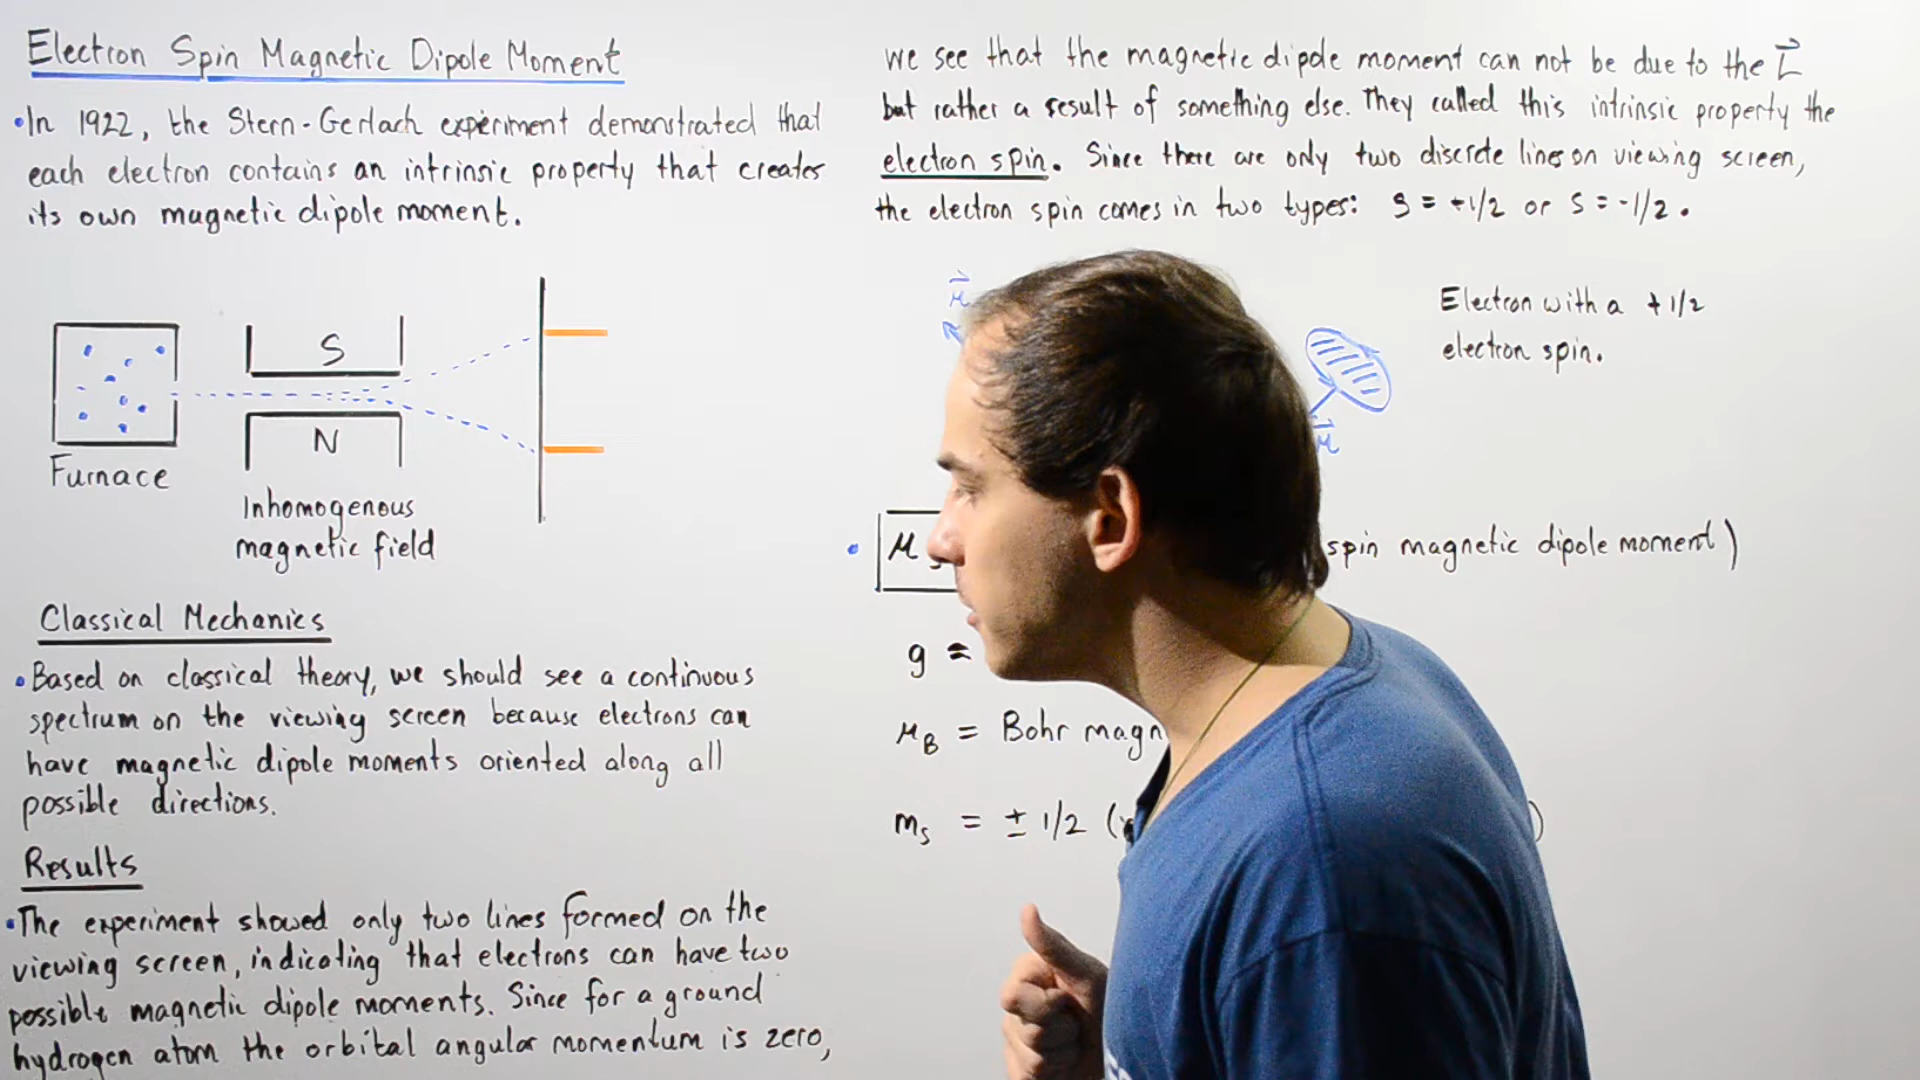 Electron Spin Magnetic Dipole Moment
•In 1922, the Stern-Gerlach experiment demonstrated that
each electron contains an intrinsic property that creates
its own magnetic dipole moment.
S
N
Furnace
Inhomogenous
magnetic field
Classical Mechanics
•Based on classical theory, we should see a continuous
spectrum on the viewing screen because electrons can
have magnetic dipole moments oriented along all
possible directions.
Results
•The experiment showed only two lines formed on the
viewing screen, indicating that electrons can have two
possible magnetic dipole moments. Since for a ground
hydrogen atom the orbital angular momentum is zero,
we see that the magnetic dipole moment can not be due to the L⃗
but rather a result of something else. They called this intrinsic property the
electron spin. Since there are only two discrete lines on viewing screen,
the electron spin comes in two types: s = +1/2 or s = -1/2.
μ⃗
Electron with a +1/2
electron spin.
μ⃗
• μs spin magnetic dipole moment)
g =
μB = Bohr
ms = ± 1/2 ( )